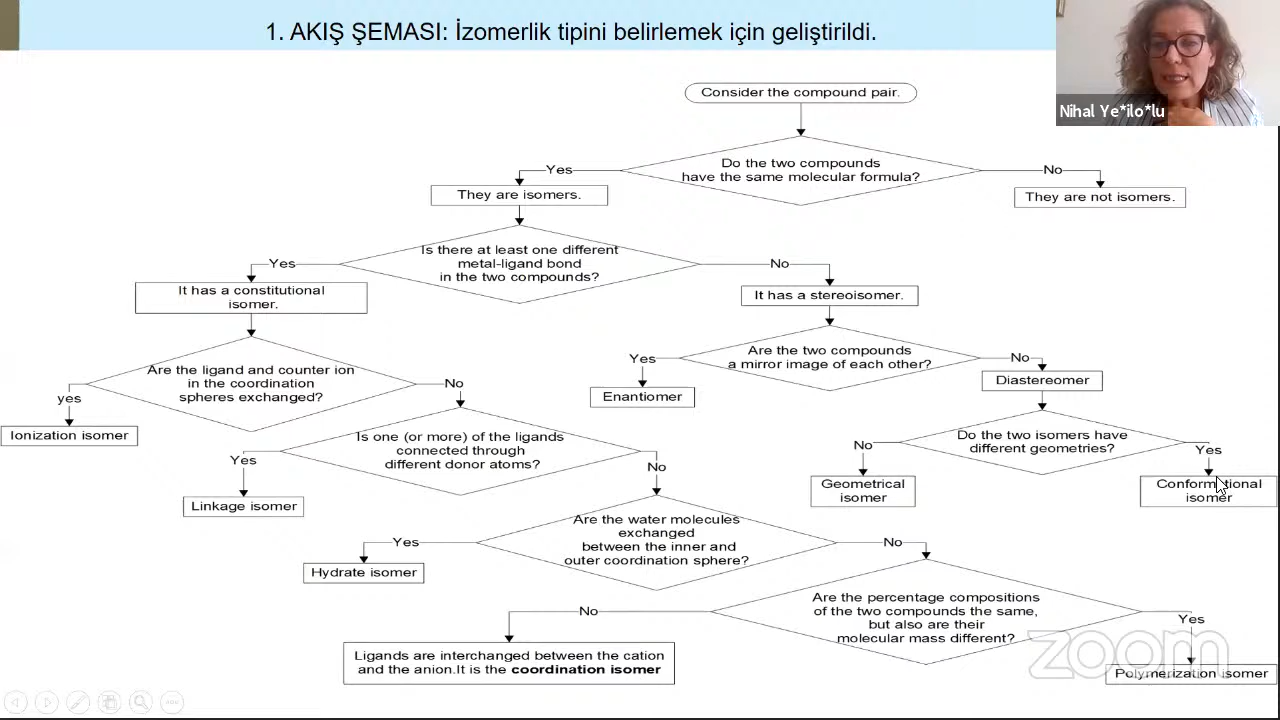 1. AKIŞ ŞEMASI: İzomerlik tipini belirlemek için geliştirildi.
Nihal Ye*ilo*lu
Consider the compound pair.
Do the two compounds
have the same molecular formula?
Yes
No
They are isomers.
They are not isomers.
Is there at least one different
metal-ligand bond
in the two compounds?
Yes
No
It has a constitutional
isomer.
It has a stereoisomer.
Are the two compounds
a mirror image of each other?
Yes
No
Enantiomer
Diastereomer
Are the ligand and counter ion
in the coordination
spheres exchanged?
yes
No
Ionization isomer
Is one (or more) of the ligands
connected through
different donor atoms?
Yes
No
Linkage isomer
Do the two isomers have
different geometries?
No
Yes
Geometrical
isomer
Conformational
isomer
Are the water molecules
exchanged
between the inner and
outer coordination sphere?
Yes
No
Hydrate isomer
Are the percentage compositions
of the two compounds the same,
but also are their
molecular mass different?
No
Yes
Ligands are interchanged between the cation
and the anion.It is the coordination isomer
Polymerization isomer
zoom